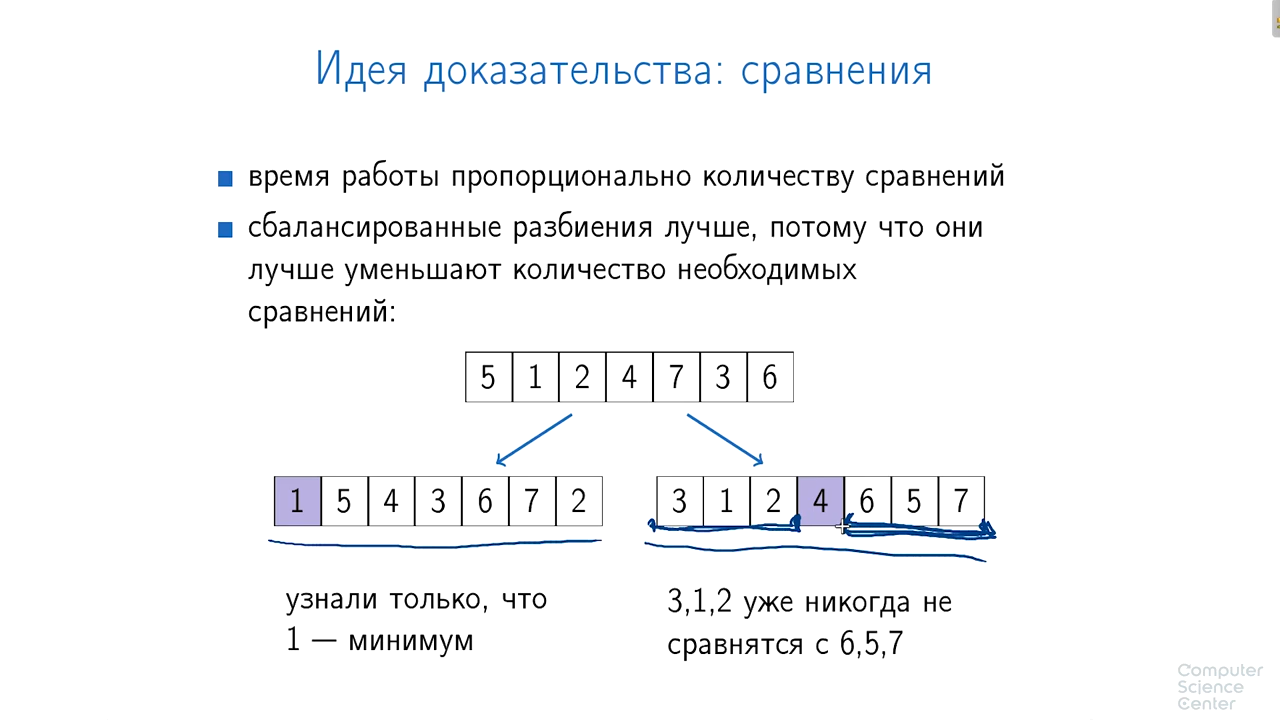 Идея доказательства: сравнения
время работы пропорционально количеству сравнений
сбалансированные разбиения лучше, потому что они
лучше уменьшают количество необходимых
сравнений:
5 1 2 4 7 3 6
1 5 4 3 6 7 2
3 1 2 4 6 5 7
узнали только, что
1 — минимум
3,1,2 уже никогда не
сравнятся с 6,5,7
Computer
Science
Center